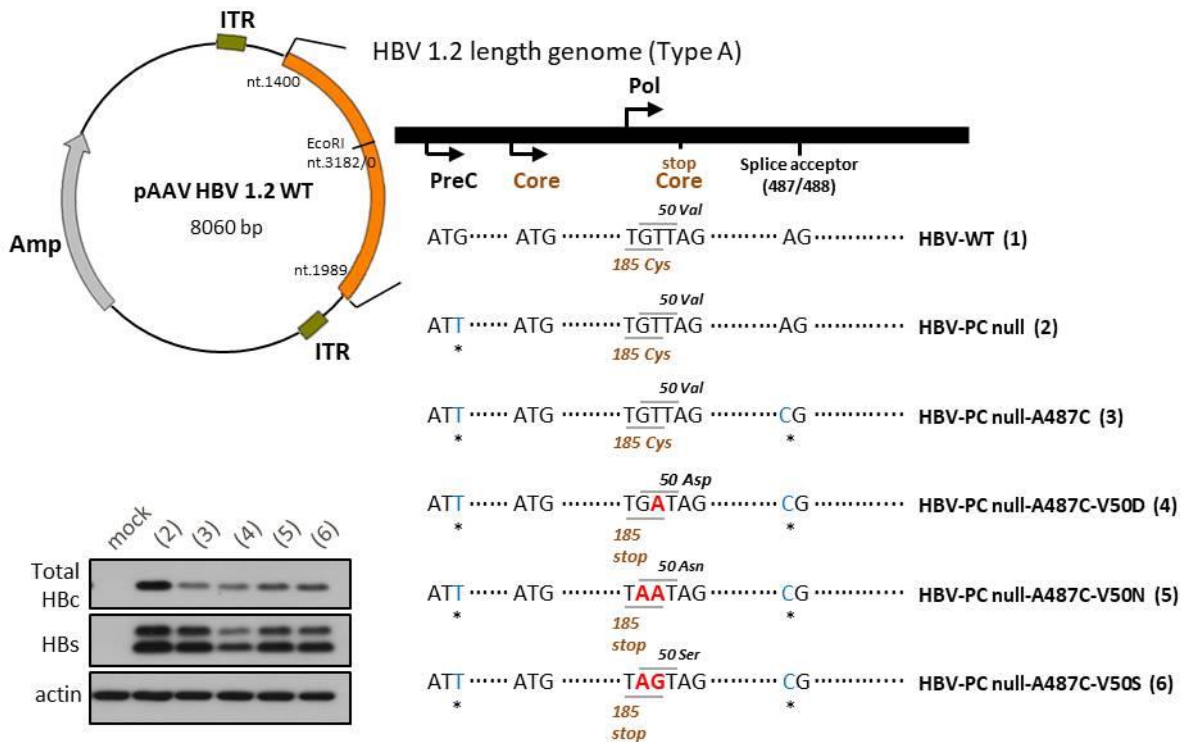 ITR
HBV 1.2 length genome (Type A)
nt.1400
Pol
EcoRI
nt.3182/0
pAAV HBV 1.2 WT
8060 bp
Amp
nt.1989
ITR
PreC
Core
stop
Core
Splice acceptor
(487/488)
50 Val
ATG ...... ATG ......... TGTTAG ......... AG ............ HBV-WT (1)
185 Cys
50 Val
ATT ...... ATG ......... TGTTAG ......... AG ............ HBV-PC null (2)
*
185 Cys
50 Val
ATT ...... ATG ......... TGTTAG ......... CG ............ HBV-PC null-A487C (3)
* *
185 Cys
50 Asp
ATT ...... ATG ......... TGATAG ......... CG ............ HBV-PC null-A487C-V50D (4)
* *
185
stop
50 Asn
ATT ...... ATG ......... TAATAG ......... CG ............ HBV-PC null-A487C-V50N (5)
* *
185
stop
50 Ser
ATT ...... ATG ......... TAGTAG ......... CG ............ HBV-PC null-A487C-V50S (6)
* *
185
stop
mock (2) (3) (4) (5) (6)
Total
HBc
HBs
actin